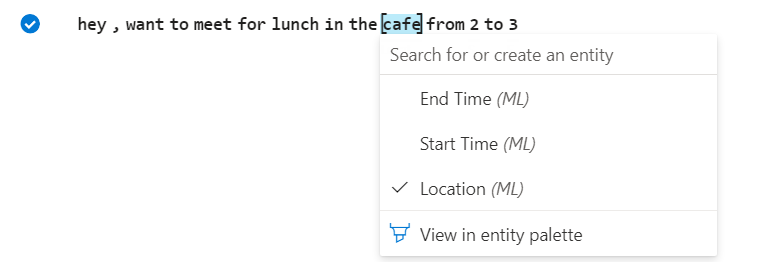 hey , want to meet for lunch in the [cafe] from 2 to 3
Search for or create an entity
End Time (ML)
Start Time (ML)
Location (ML)
View in entity palette